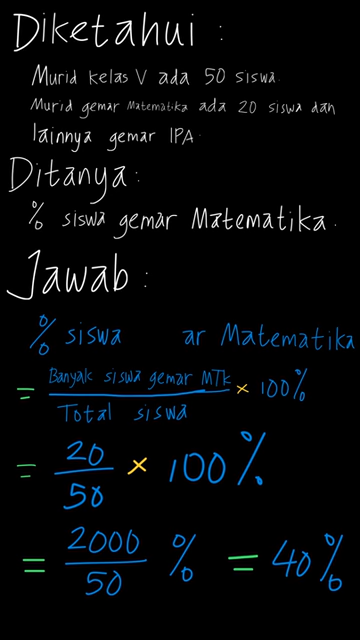 Diketahui :
Murid kelas V ada 50 siswa.
Murid gemar Matematika ada 20 siswa dan
lainnya gemar IPA.
Ditanya :
% siswa gemar Matematika.
Jawab :
% siswa ar Matematika
= Banyak siswa gemar MTk / Total siswa × 100%
= 20/50 × 100%
= 2000/50 % = 40%